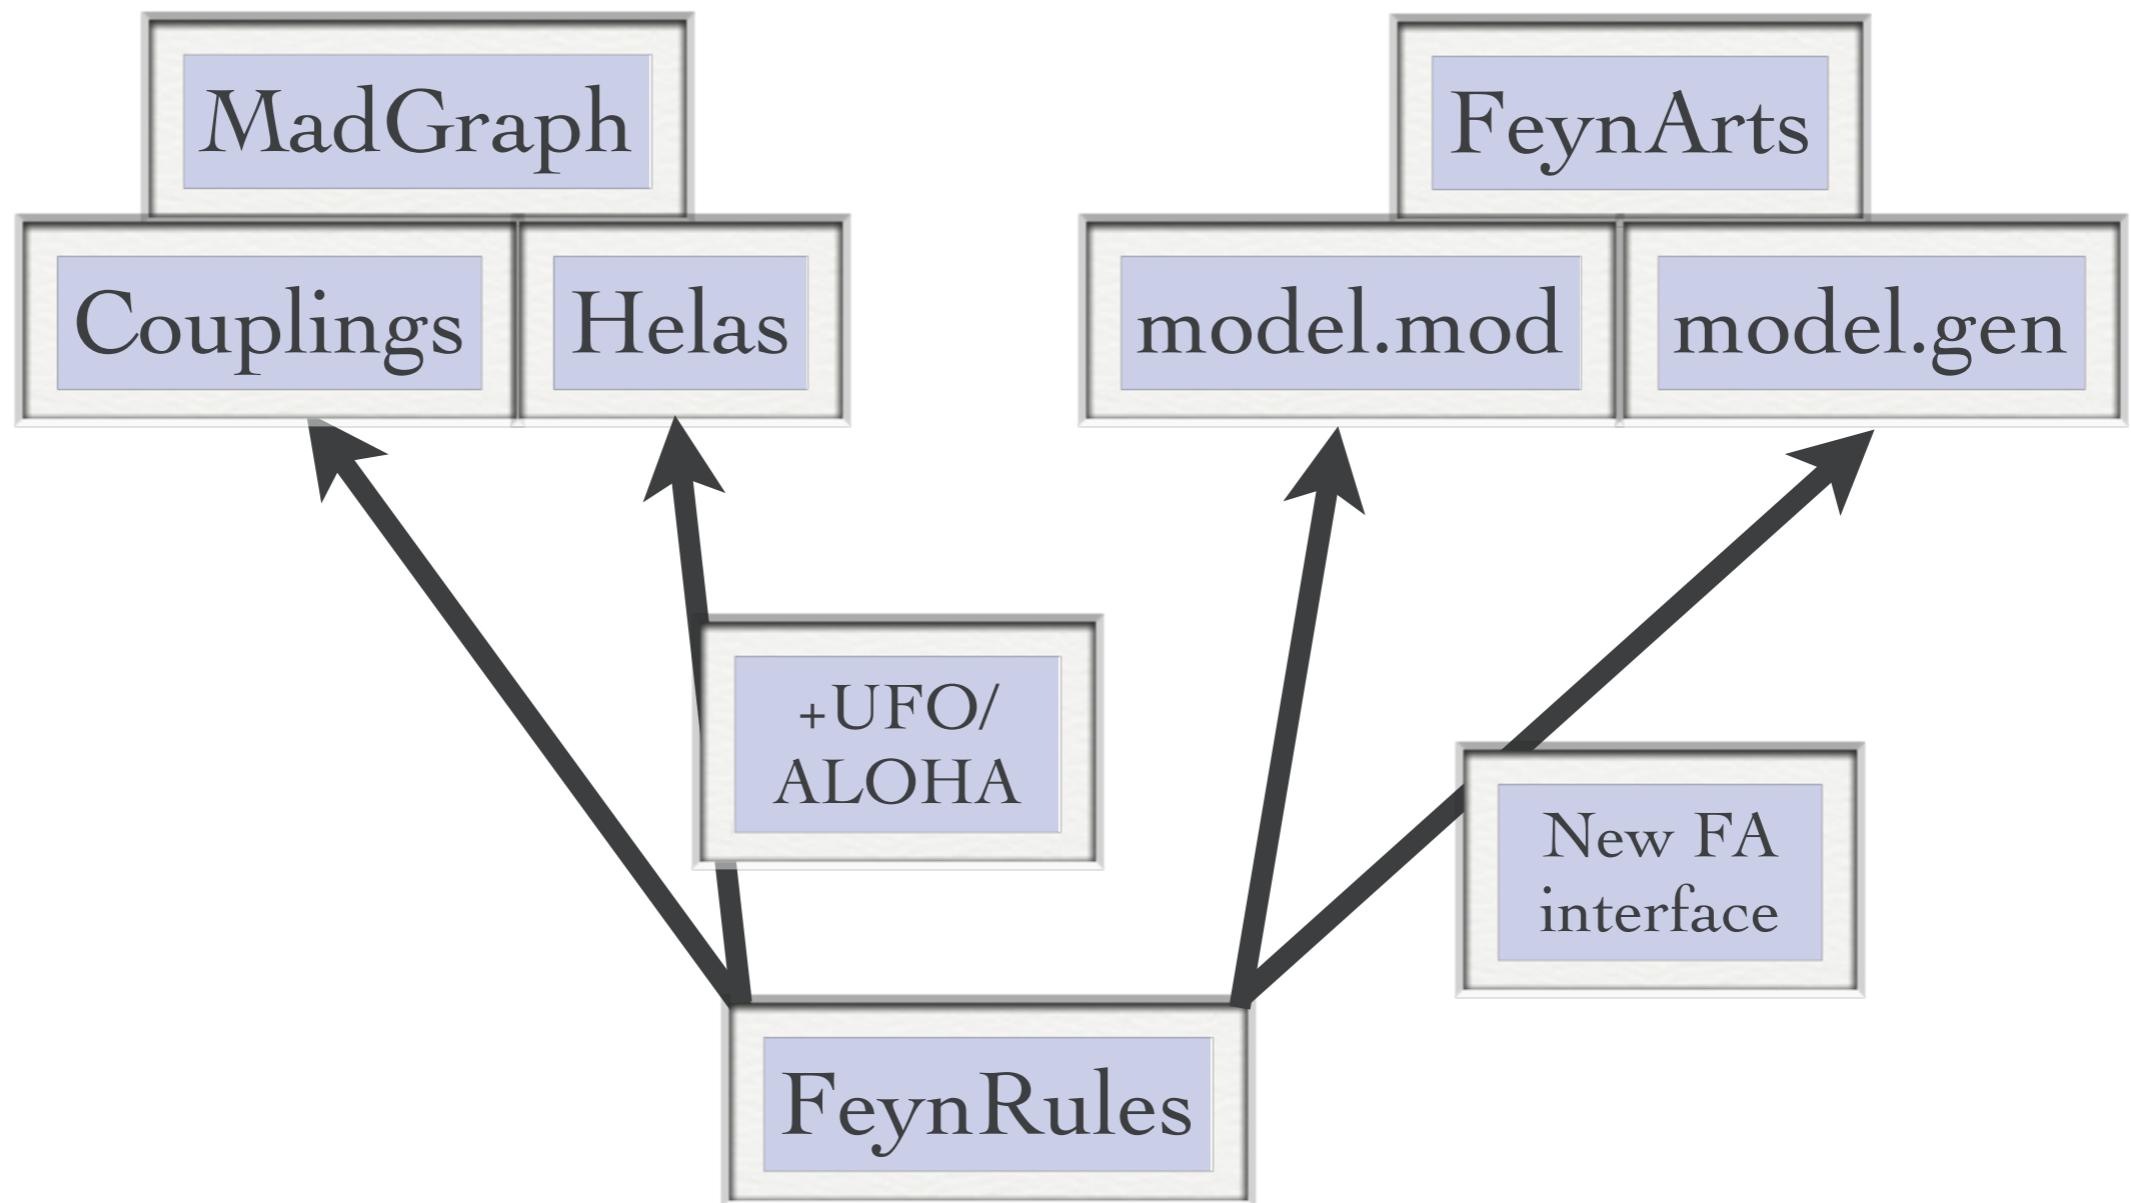 MadGraph
FeynArts
Couplings
Helas
model.mod
model.gen
+UFO/
ALOHA
New FA
interface
FeynRules